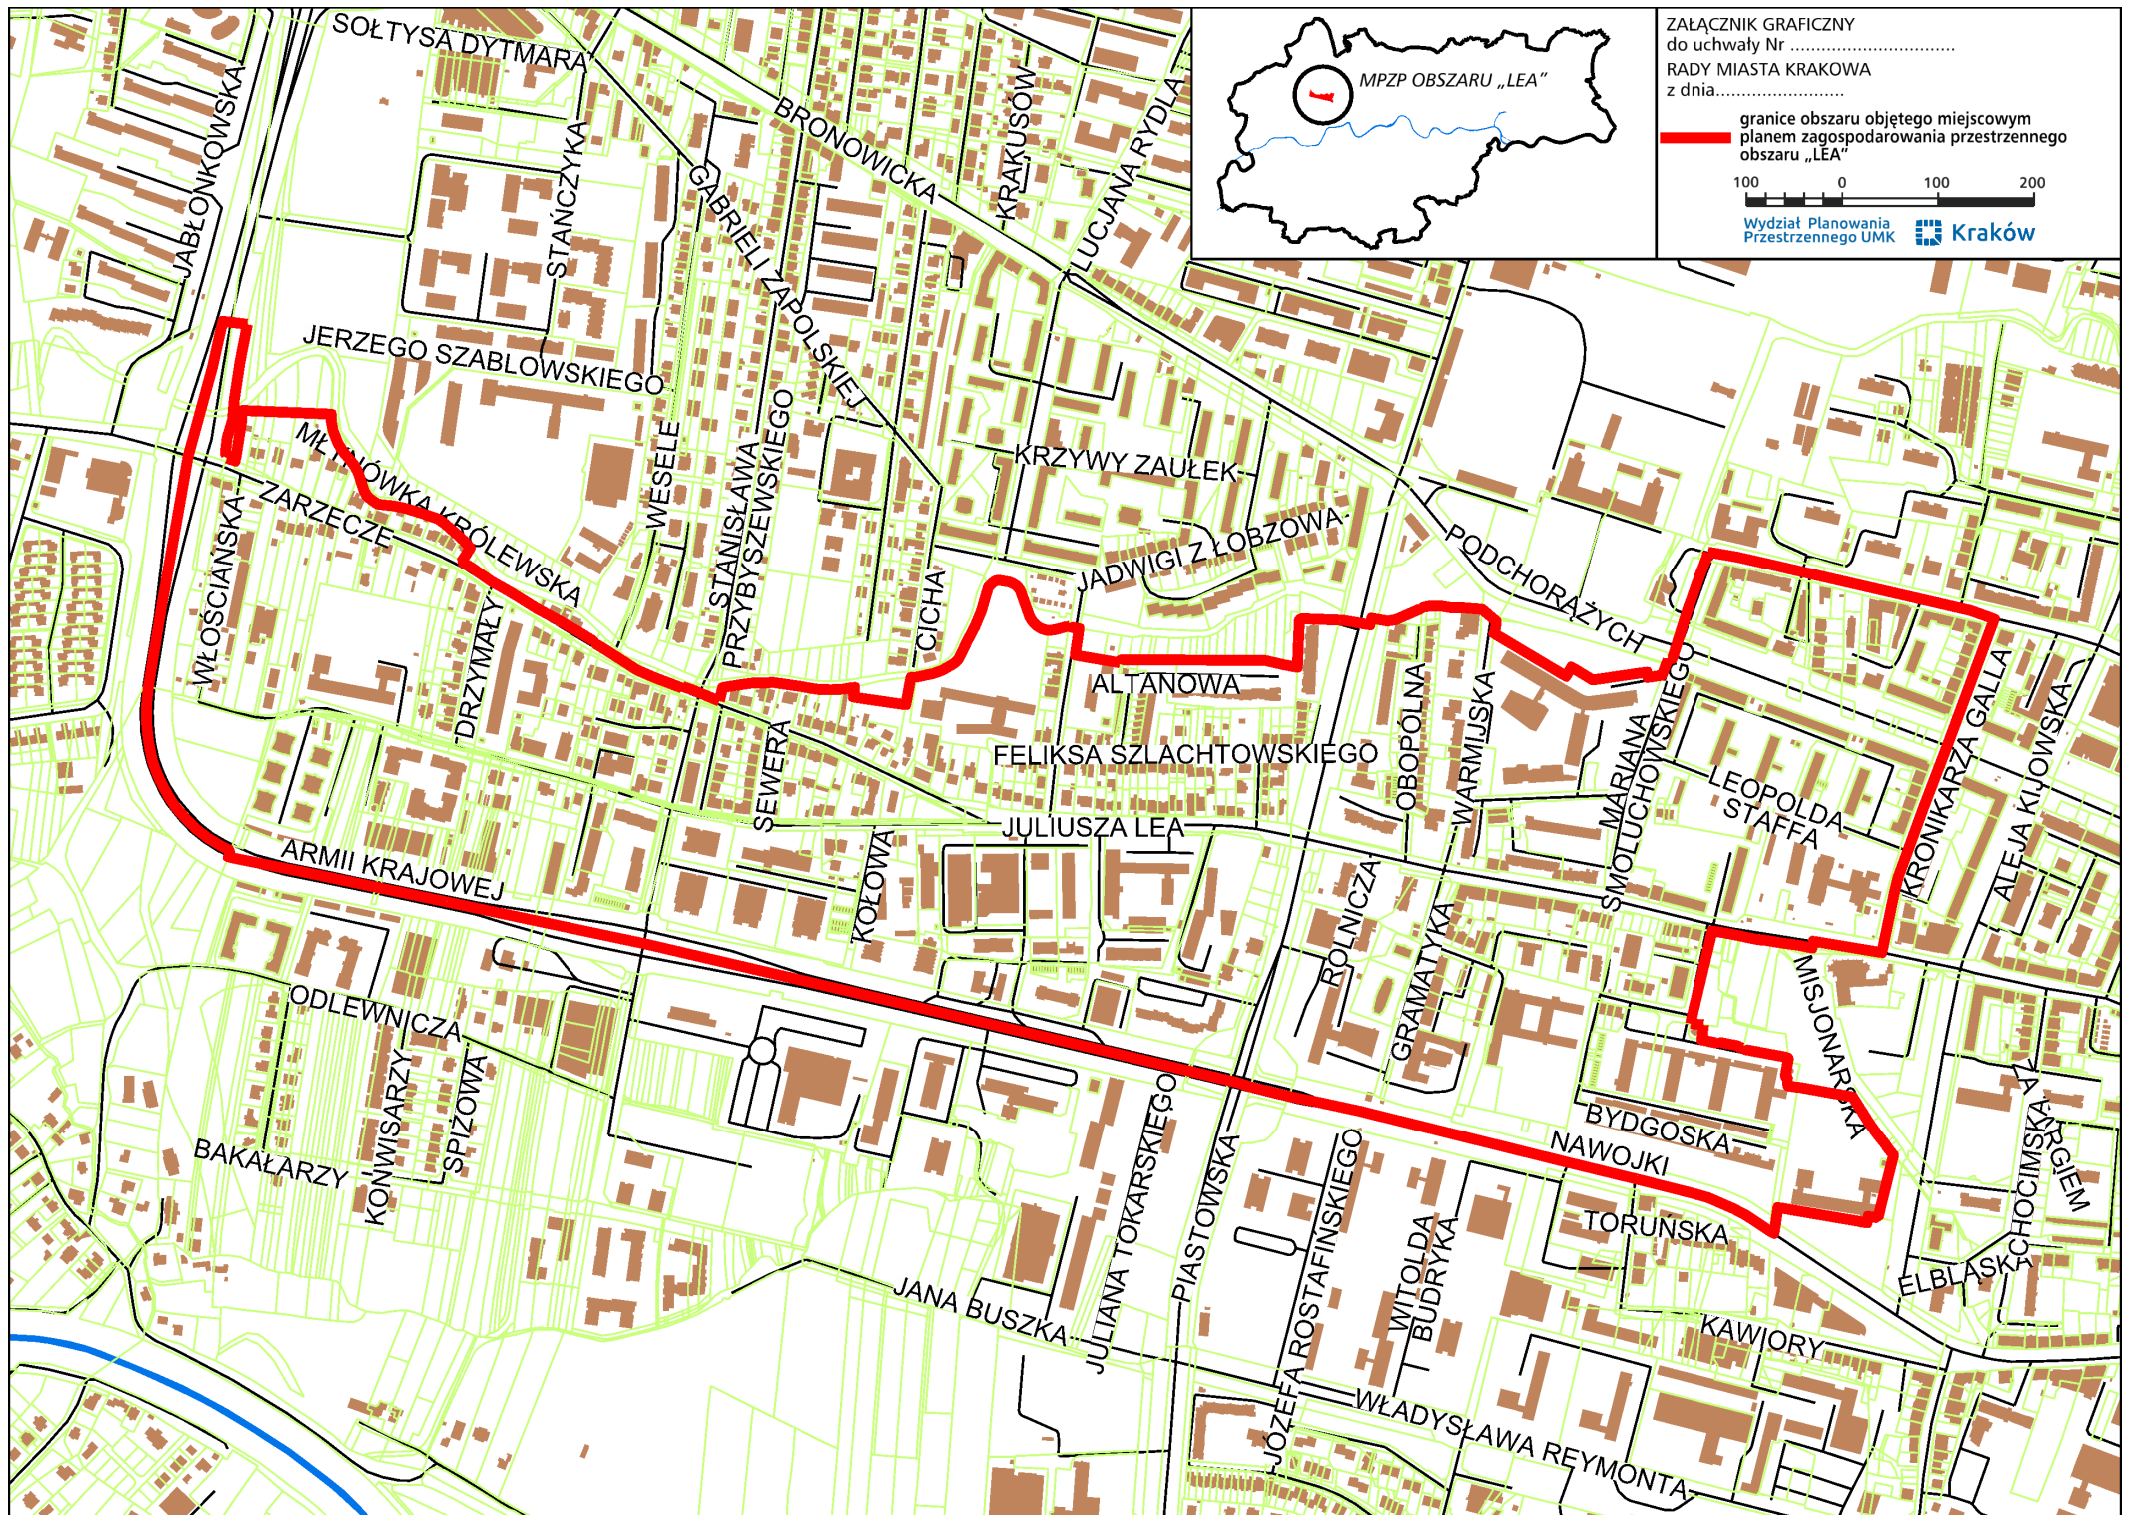 ZAŁĄCZNIK GRAFICZNY
do uchwały Nr ................................
RADY MIASTA KRAKOWA
z dnia.........................
granice obszaru objętego miejscowym
planem zagospodarowania przestrzennego
obszaru „LEA”
100 0 100 200
Wydział Planowania
Przestrzennego UMK
Kraków
MPZP OBSZARU „LEA”
SOŁTYSA DYTMARA
JABŁONKOWSKA
STAŃCZYKA
BRONOWICKA
KRAKUSÓW
LUCJANA RYDLA
GABRIELI ZAPOLSKIEJ
JERZEGO SZABLOWSKIEGO
MŁYNÓWKA KRÓLEWSKA
ZARZECZE
WŁOŚCIAŃSKA
WESELE
STANISŁAWA
PRZYBYSZEWSKIEGO
KRZYWY ZAUŁEK
JADWIGI Z ŁOBZOWA
PODCHORĄŻYCH
CICHA
DRZYMAŁY
ALTANOWA
SEWERA
FELIKSA SZLACHTOWSKIEGO
OBOPÓLNA
WARMIJSKA
MARIANA
SMOLUCHOWSKIEGO
LEOPOLDA
STAFFA
KRONIKARZA GALLA
ALEJA KIJOWSKA
JULIUSZA LEA
ARMII KRAJOWEJ
KOŁOWA
ROLNICZA
GRAMATYKA
MISJONARSKA
ODLEWNICZA
KONWISARZY
SPIŻOWA
BAKAŁARZY
BYDGOSKA
NAWOJKI
TORUŃSKA
ZA TARGIEM
CHOCIMSKA
ELBLĄSKA
KAWIORY
JULIANA TOKARSKIEGO
PIASTOWSKA
JÓZEFA ROSTAFIŃSKIEGO
WITOLDA
BUDRYKA
JANA BUSZKA
WŁADYSŁAWA REYMONTA